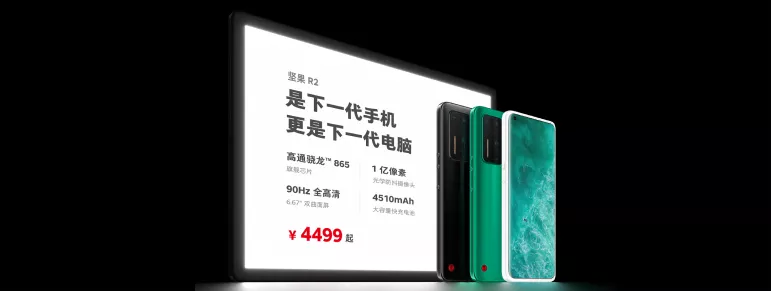 坚果 R2
是下一代手机
更是下一代电脑
高通骁龙™ 865
旗舰芯片
1 亿像素
光学防抖摄像头
90Hz 全高清
6.67" 双曲面屏
4510mAh
大容量快充电池
¥ 4499 起